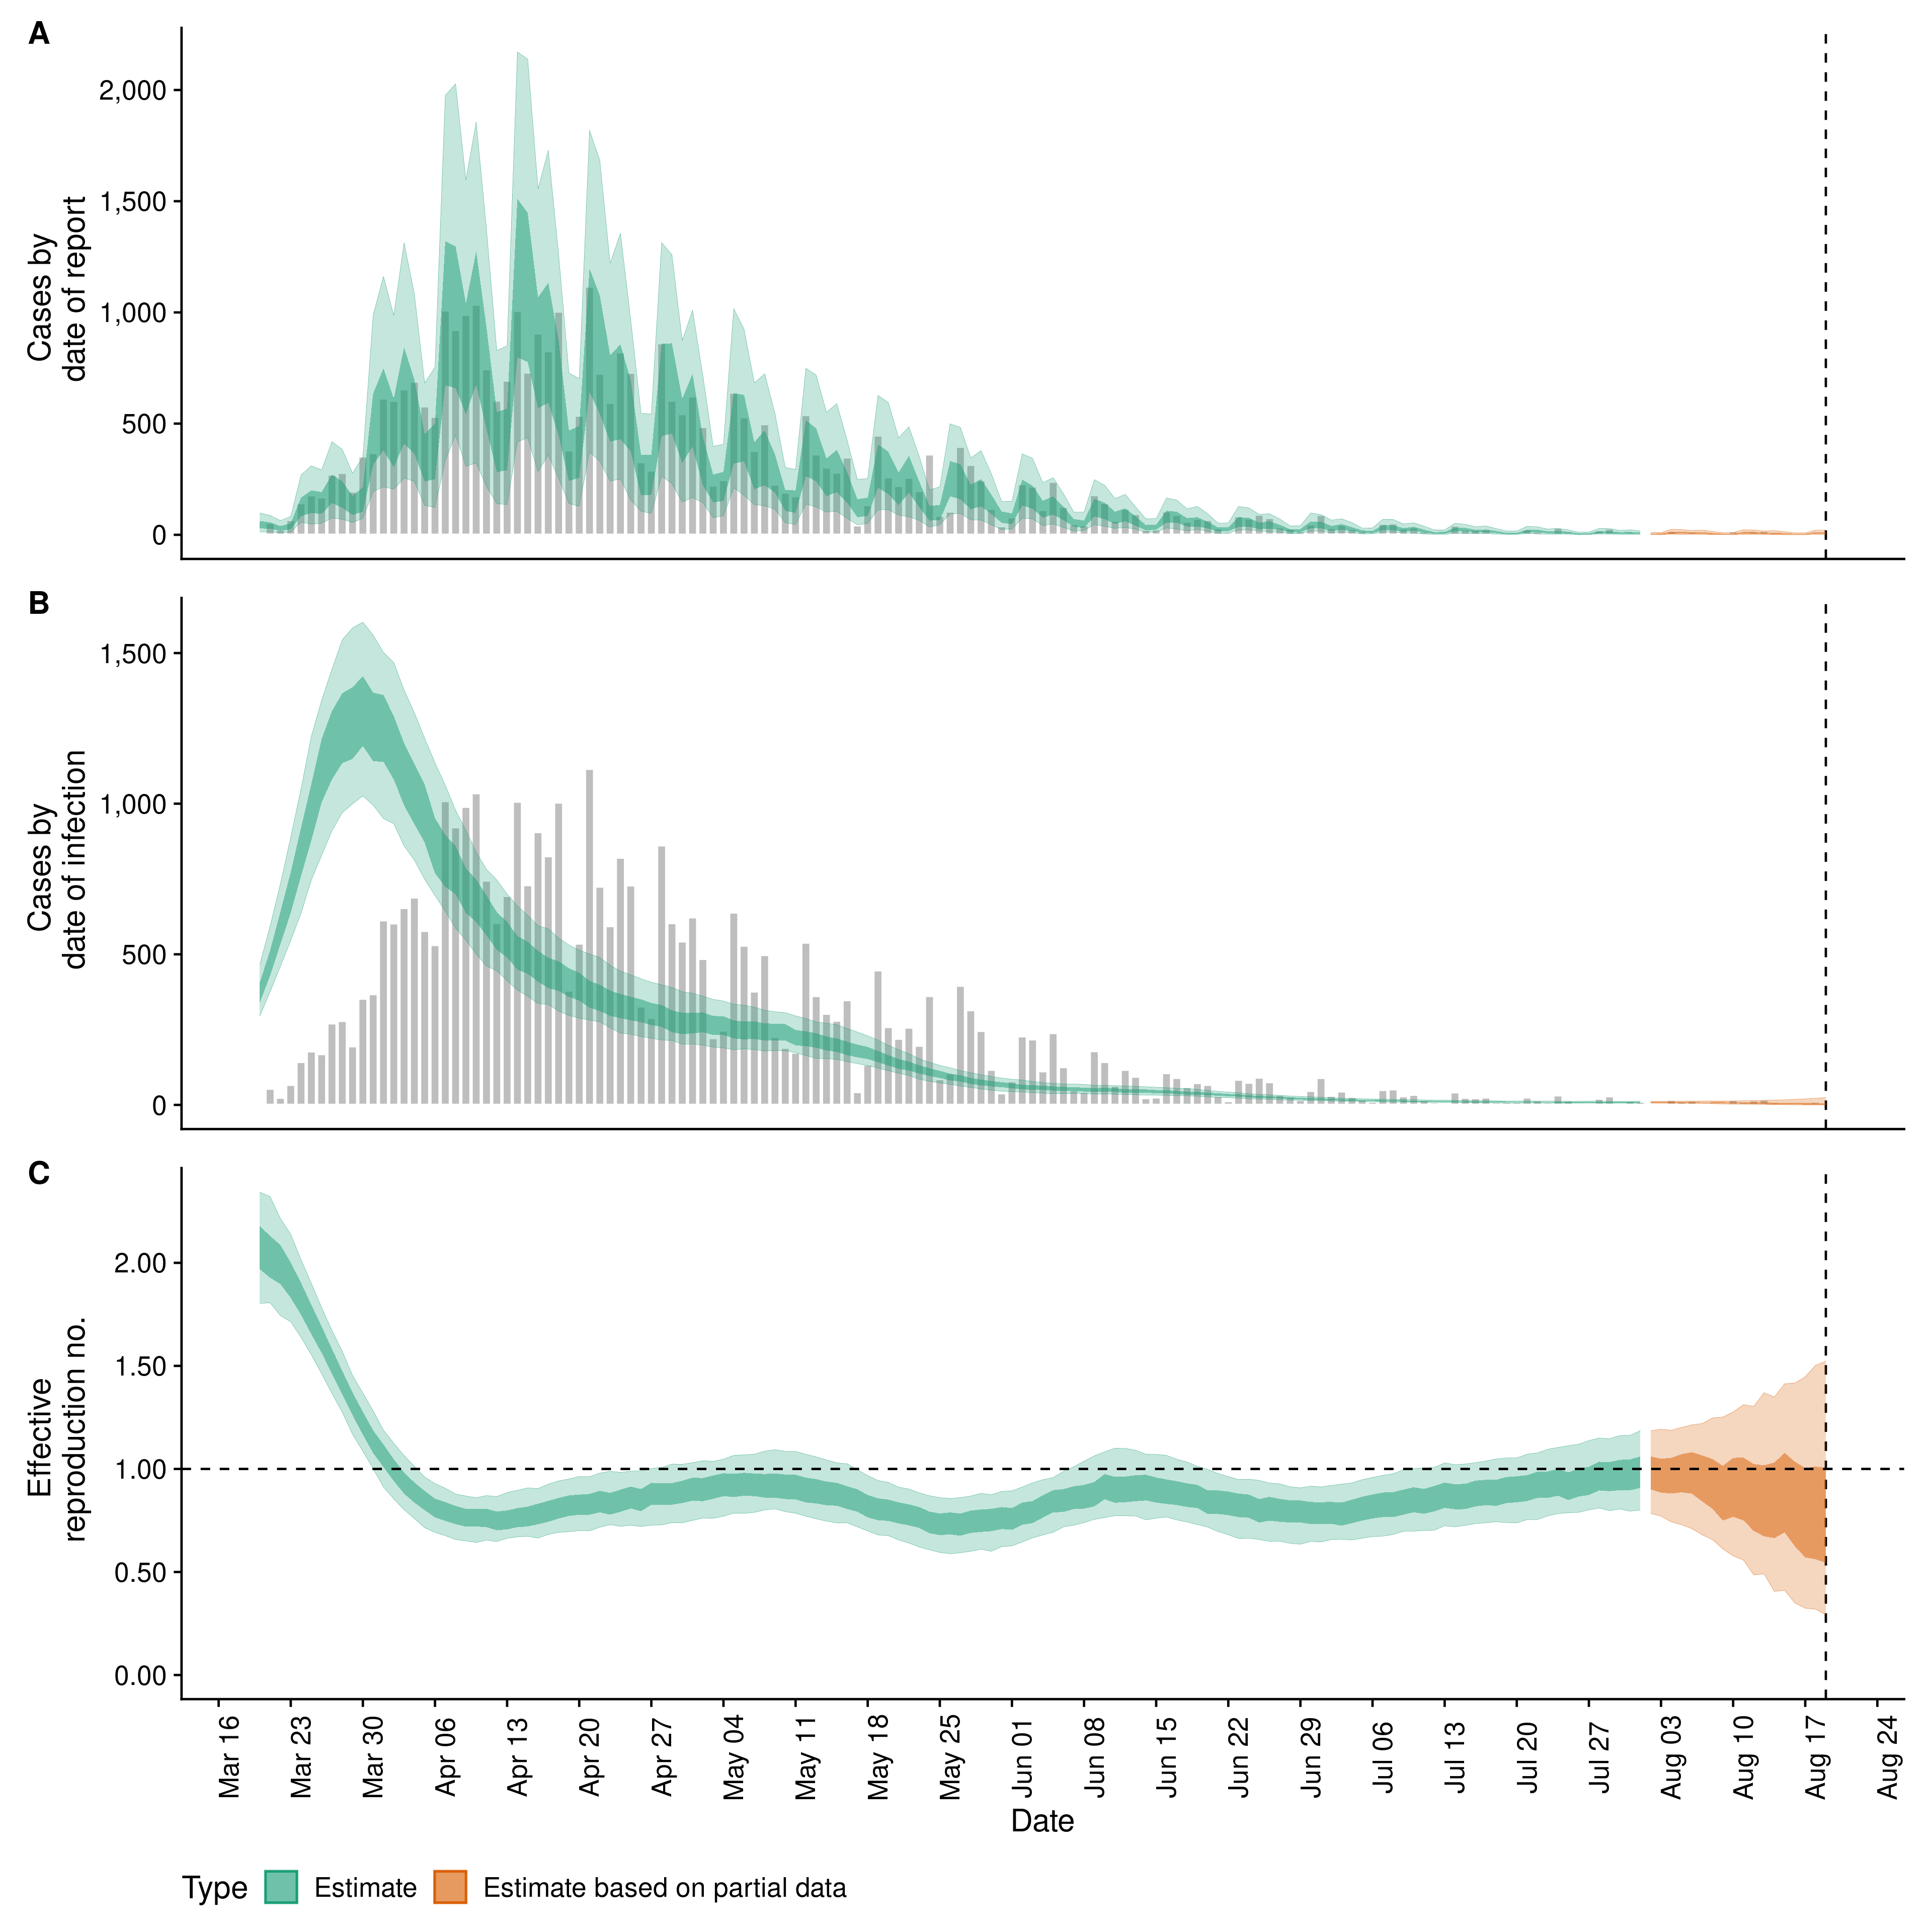 A
Cases by
date of report
2,000
1,500
1,000
500
0
B
Cases by
date of infection
1,500
1,000
500
0
C
Effective
reproduction no.
2.00
1.50
1.00
0.50
0.00
Mar 16
Mar 23
Mar 30
Apr 06
Apr 13
Apr 20
Apr 27
May 04
May 11
May 18
May 25
Jun 01
Jun 08
Jun 15
Jun 22
Jun 29
Jul 06
Jul 13
Jul 20
Jul 27
Aug 03
Aug 10
Aug 17
Aug 24
Date
Type Estimate Estimate based on partial data